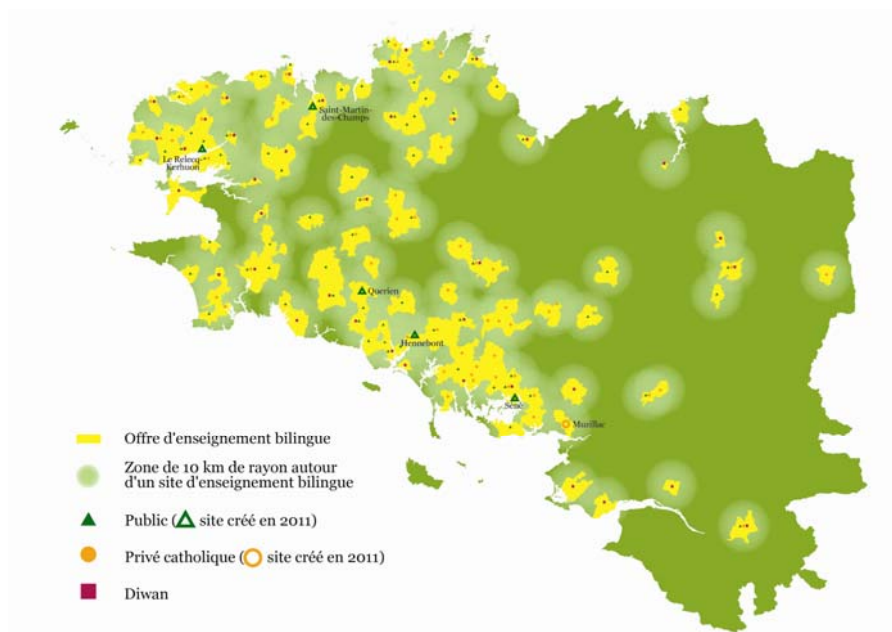 Saint-Martin-
des-Champs
Le Relecq-
Kerhuon
Querien
Hennebont
Séné
Muzillac
Offre d'enseignement bilingue
Zone de 10 km de rayon autour
d'un site d'enseignement bilingue
Public ( site créé en 2011)
Privé catholique ( site créé en 2011)
Diwan